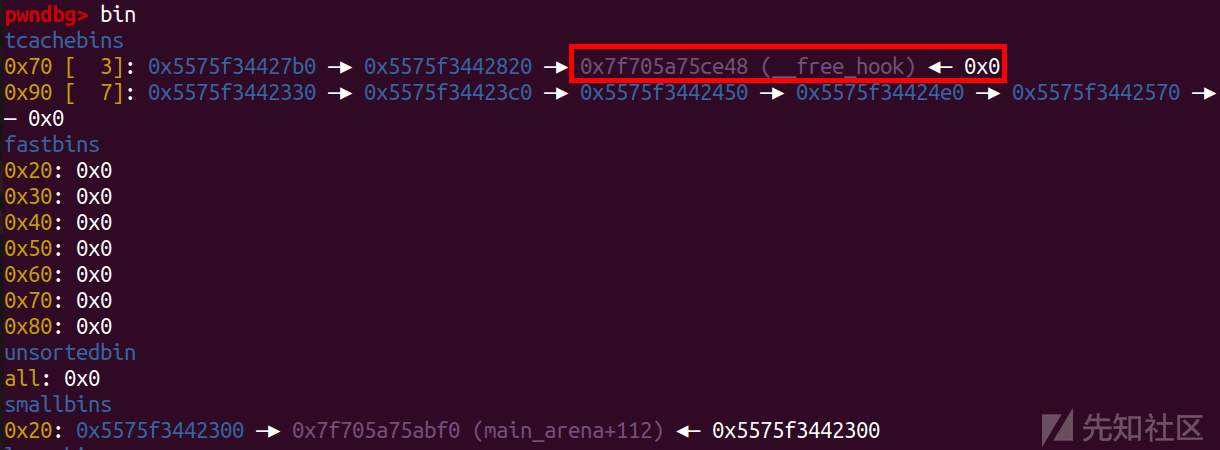 pwndbg> bin
tcachebins
0x70 [  3]: 0x5575f34427b0 —▸ 0x5575f3442820 —▸ 0x7f705a75ce48 (__free_hook) ◂— 0x0
0x90 [  7]: 0x5575f3442330 —▸ 0x5575f34423c0 —▸ 0x5575f3442450 —▸ 0x5575f34424e0 —▸ 0x5575f3442570 —▸
— 0x0
fastbins
0x20: 0x0
0x30: 0x0
0x40: 0x0
0x50: 0x0
0x60: 0x0
0x70: 0x0
0x80: 0x0
unsortedbin
all: 0x0
smallbins
0x20: 0x5575f3442300 —▸ 0x7f705a75abf0 (main_arena+112) ◂— 0x5575f3442300
先知社区